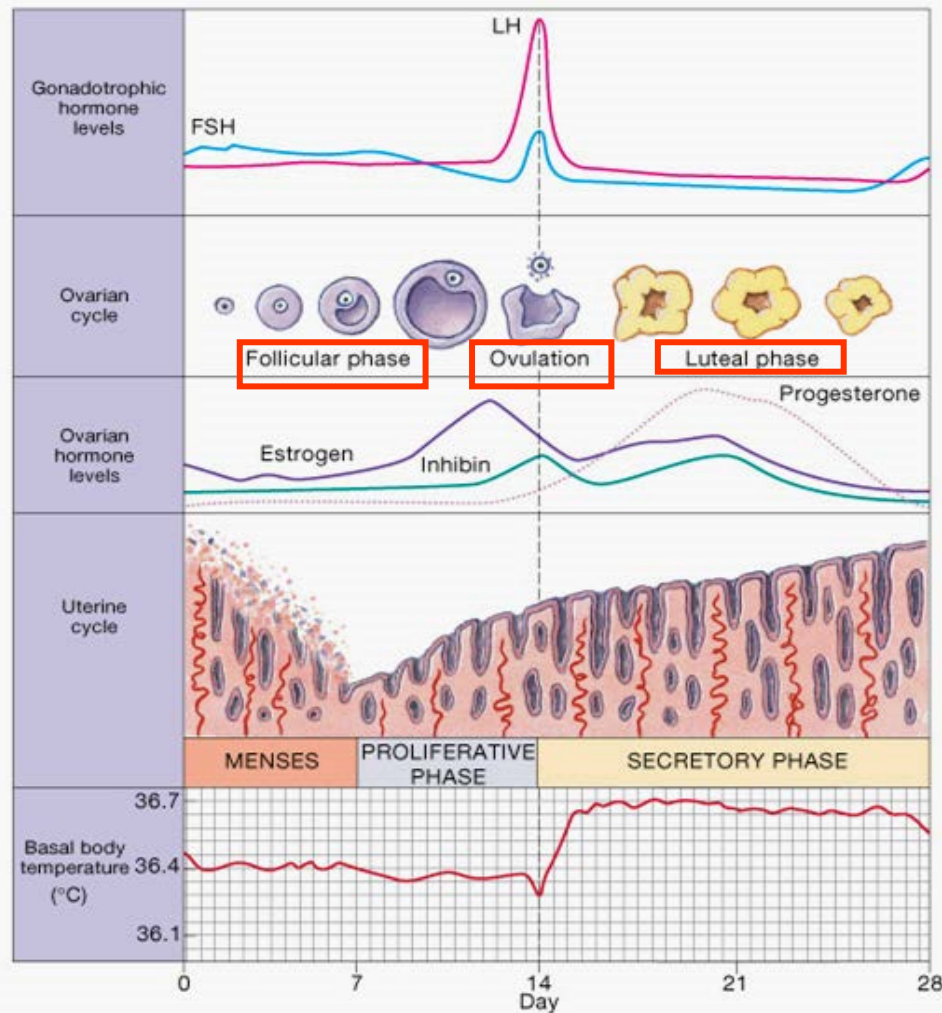 Gonadotrophic
hormone
levels
FSH
LH
Ovarian
cycle
Follicular phase
Ovulation
Luteal phase
Ovarian
hormone
levels
Estrogen
Inhibin
Progesterone
Uterine
cycle
MENSES
PROLIFERATIVE
PHASE
SECRETORY PHASE
Basal body
temperature
(°C)
36.7
36.4
36.1
0
7
14
21
28
Day